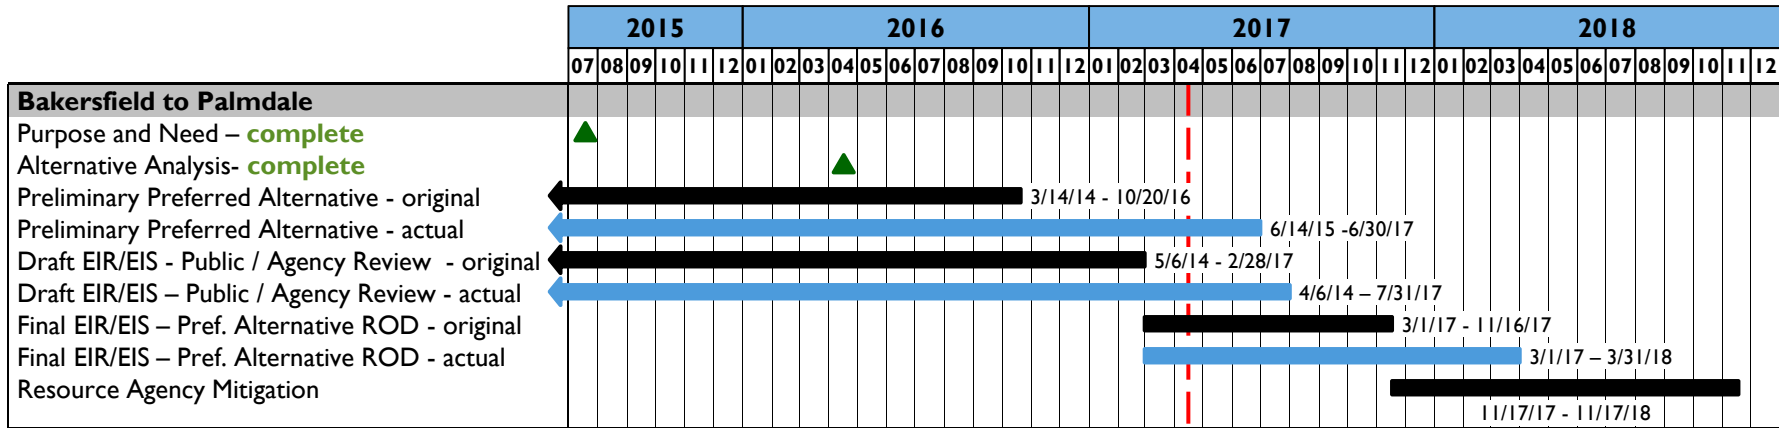 2015 2016 2017 2018
07 08 09 10 11 12 01 02 03 04 05 06 07 08 09 10 11 12 01 02 03 04 05 06 07 08 09 10 11 12 01 02 03 04 05 06 07 08 09 10 11 12
Bakersfield to Palmdale
Purpose and Need – complete
Alternative Analysis- complete
Preliminary Preferred Alternative - original 3/14/14 - 10/20/16
Preliminary Preferred Alternative - actual 6/14/15 -6/30/17
Draft EIR/EIS - Public / Agency Review - original 5/6/14 - 2/28/17
Draft EIR/EIS – Public / Agency Review - actual 4/6/14 – 7/31/17
Final EIR/EIS – Pref. Alternative ROD - original 3/1/17 - 11/16/17
Final EIR/EIS – Pref. Alternative ROD - actual 3/1/17 – 3/31/18
Resource Agency Mitigation
11/17/17 - 11/17/18